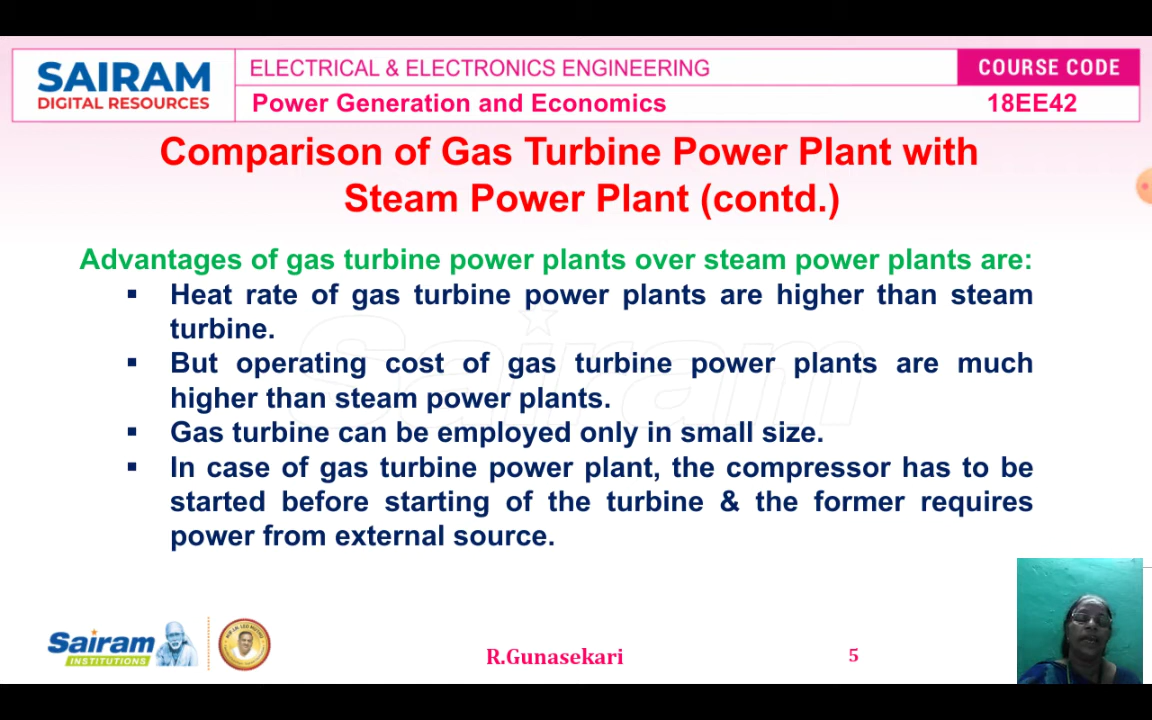 SAIRAM
DIGITAL RESOURCES
ELECTRICAL & ELECTRONICS ENGINEERING
COURSE CODE
Power Generation and Economics
18EE42
Comparison of Gas Turbine Power Plant with
Steam Power Plant (contd.)
Advantages of gas turbine power plants over steam power plants are:
▪ Heat rate of gas turbine power plants are higher than steam
turbine.
▪ But operating cost of gas turbine power plants are much
higher than steam power plants.
▪ Gas turbine can be employed only in small size.
▪ In case of gas turbine power plant, the compressor has to be
started before starting of the turbine & the former requires
power from external source.
Sairam
Sairam
INSTITUTIONS
R.Gunasekari
5